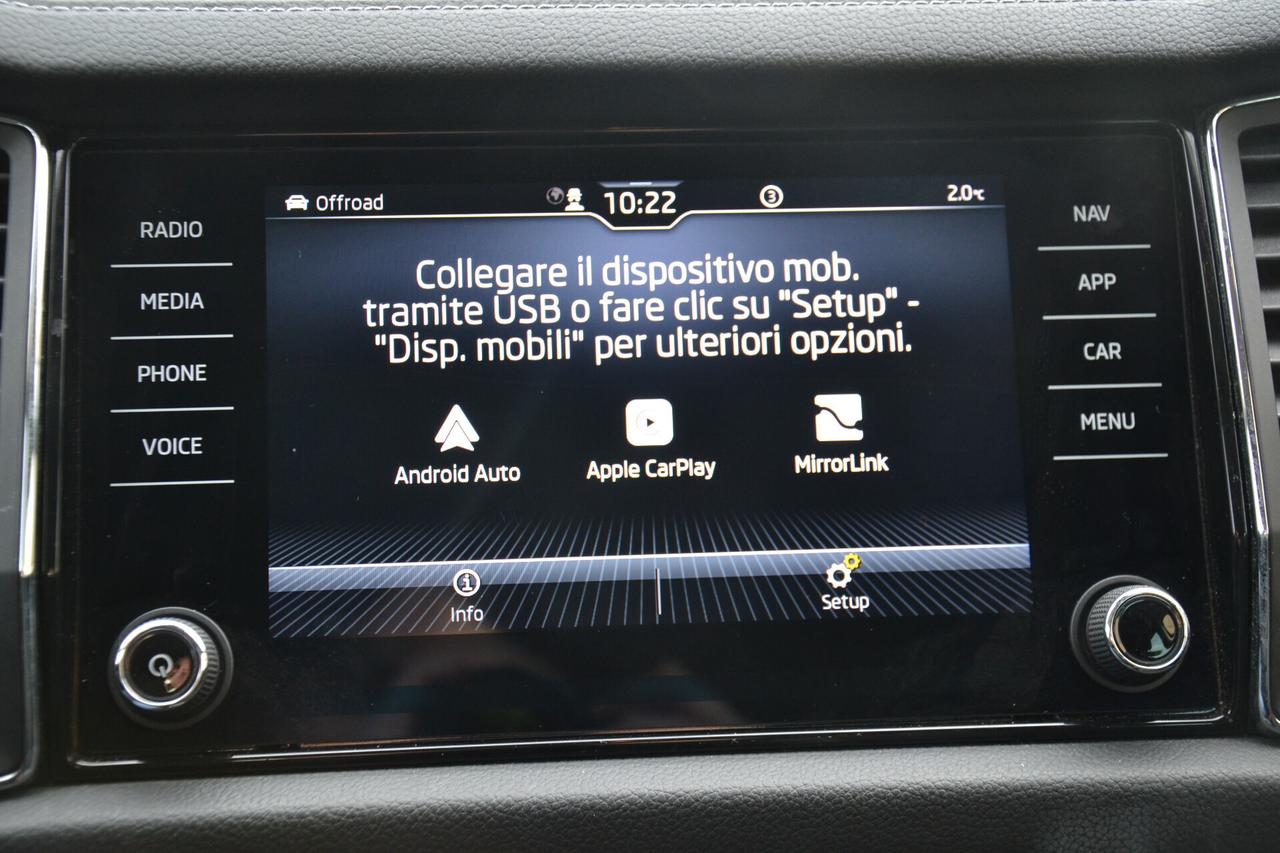 Offroad 10:22 3 2.0°C
RADIO
MEDIA
PHONE
VOICE
Collegare il dispositivo mob.
tramite USB o fare clic su "Setup" -
"Disp. mobili" per ulteriori opzioni.
Android Auto Apple CarPlay MirrorLink
Info Setup
NAV
APP
CAR
MENU